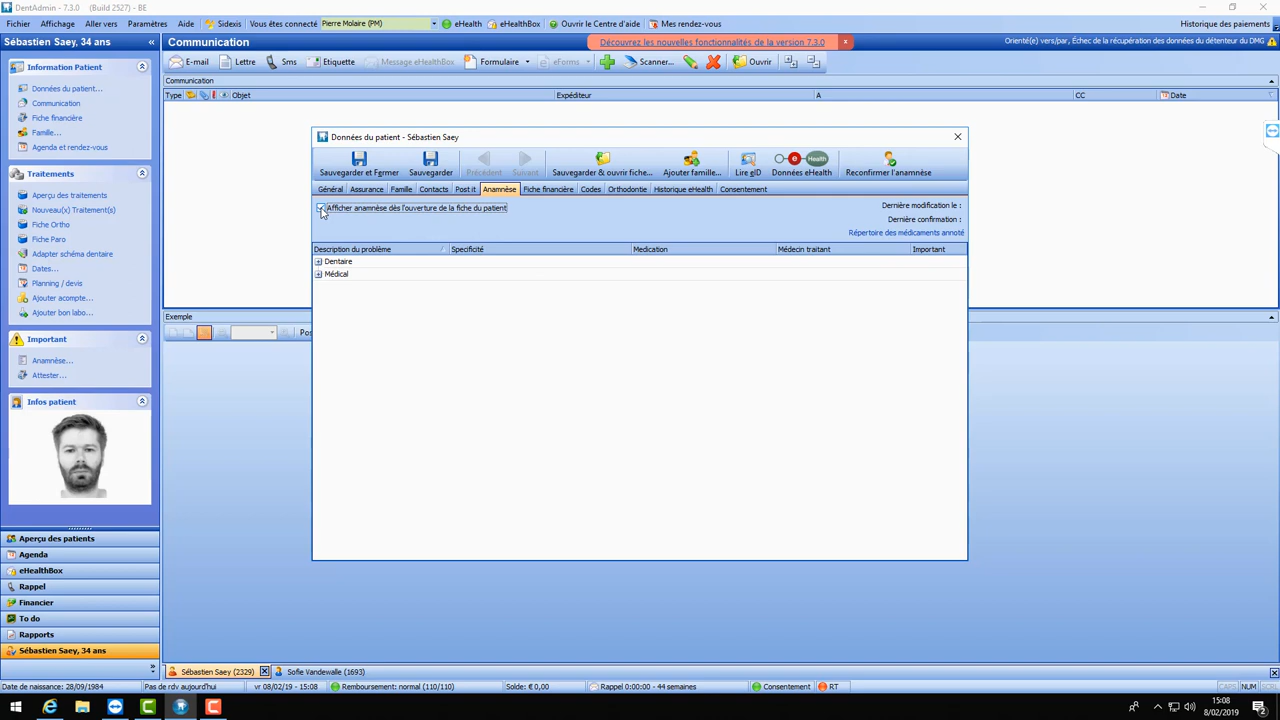 DentAdmin - 7.3.0    (Build 2527) - BE
Fichier Affichage Aller vers Paramètres Aide Sidexis Vous êtes connecté Pierre Molaire (PM) eHealth eHealthBox Ouvrir le Centre d'aide Mes rendez-vous Historique des paiements
Sébastien Saey, 34 ans «
Communication
Découvrez les nouvelles fonctionnalités de la version 7.3.0 x
Orienté(e) vers/par, Échec de la récupération des données du détenteur du DMG
E-mail Lettre Sms Etiquette Message eHealthBox Formulaire eForms Scanner... Ouvrir
Communication
Type Objet Expéditeur A CC Date
Information Patient
Données du patient...
Communication
Fiche financière
Famille...
Agenda et rendez-vous
Traitements
Aperçu des traitements
Nouveau(x) Traitement(s)
Fiche Ortho
Fiche Paro
Adapter schéma dentaire
Dates...
Planning / devis
Ajouter acompte...
Ajouter bon labo...
Important
Anamnèse...
Attester...
Infos patient
Aperçu des patients
Agenda
eHealthBox
Rappel
Financier
To do
Rapports
Sébastien Saey, 34 ans
»
Données du patient - Sébastien Saey
Sauvegarder et Fermer Sauvegarder Précédent Suivant Sauvegarder & ouvrir fiche... Ajouter famille... Lire eID Données eHealth Reconfirmer l'anamnèse
e Health
Général Assurance Famille Contacts Post it Anamnèse Fiche financière Codes Orthodontie Historique eHealth Consentement
Afficher anamnèse dès l'ouverture de la fiche du patient
Dernière modification le :
Dernière confirmation :
Répertoire des médicaments annoté
Description du problème Specificité Medication Médecin traitant Important
Dentaire
Médical
Exemple
Pos
Sébastien Saey (2329) Sofie Vandewalle (1693)
Date de naissance: 28/09/1984 Pas de rdv aujourd'hui vr 08/02/19 - 15:08 Remboursement: normal (110/110) Solde: € 0,00 Rappel 0:00:00 - 44 semaines Consentement RT CAPS NUM SCRL
15:08
8/02/2019
2